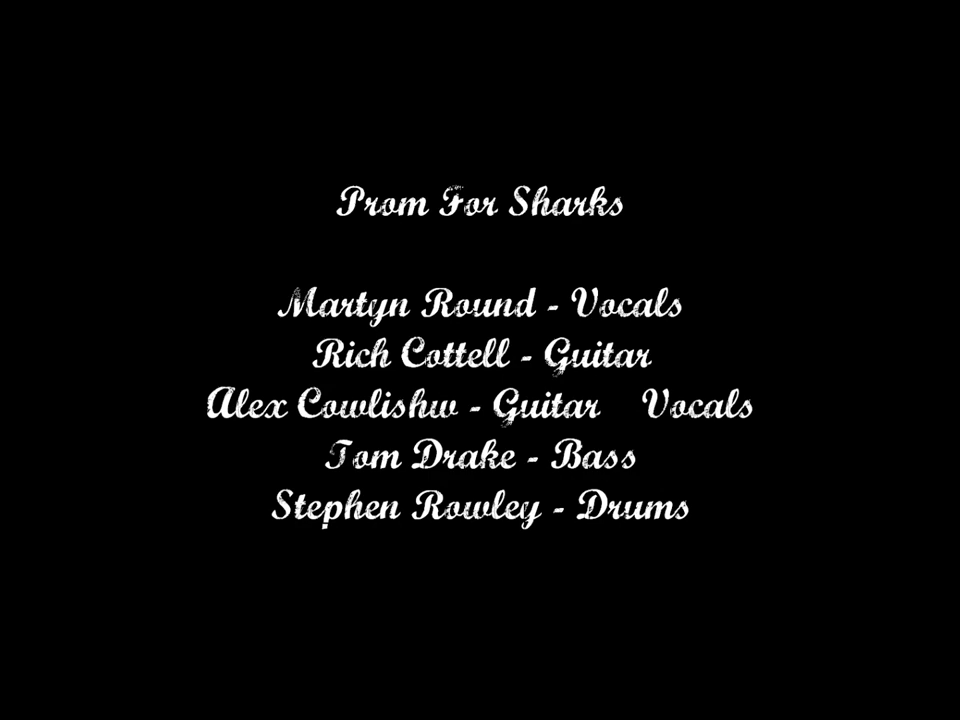 Prom For Sharks
Martyn Round - Vocals
Rich Cottell - Guitar
Alex Cowlishw - Guitar Vocals
Tom Drake - Bass
Stephen Rowley - Drums